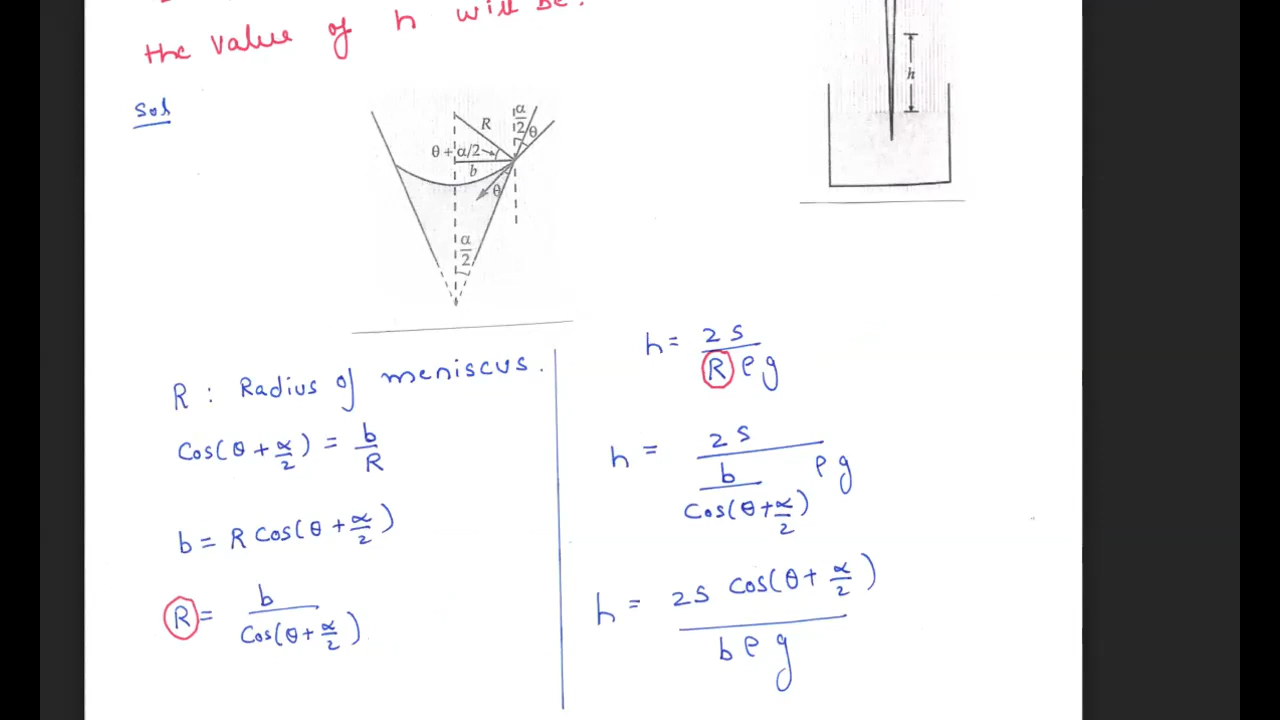 the value of h will be.
Sol
h
α/2
R
θ
θ + α/2
b
θ
α/2
R : Radius of meniscus.
Cos(θ + α/2) = b/R
b = R Cos(θ + α/2)
R = b/Cos(θ + α/2)
h = 2S/Rρg
h = 2S/(b/Cos(θ + α/2)) ρg
h = 2S Cos(θ + α/2)/bρg